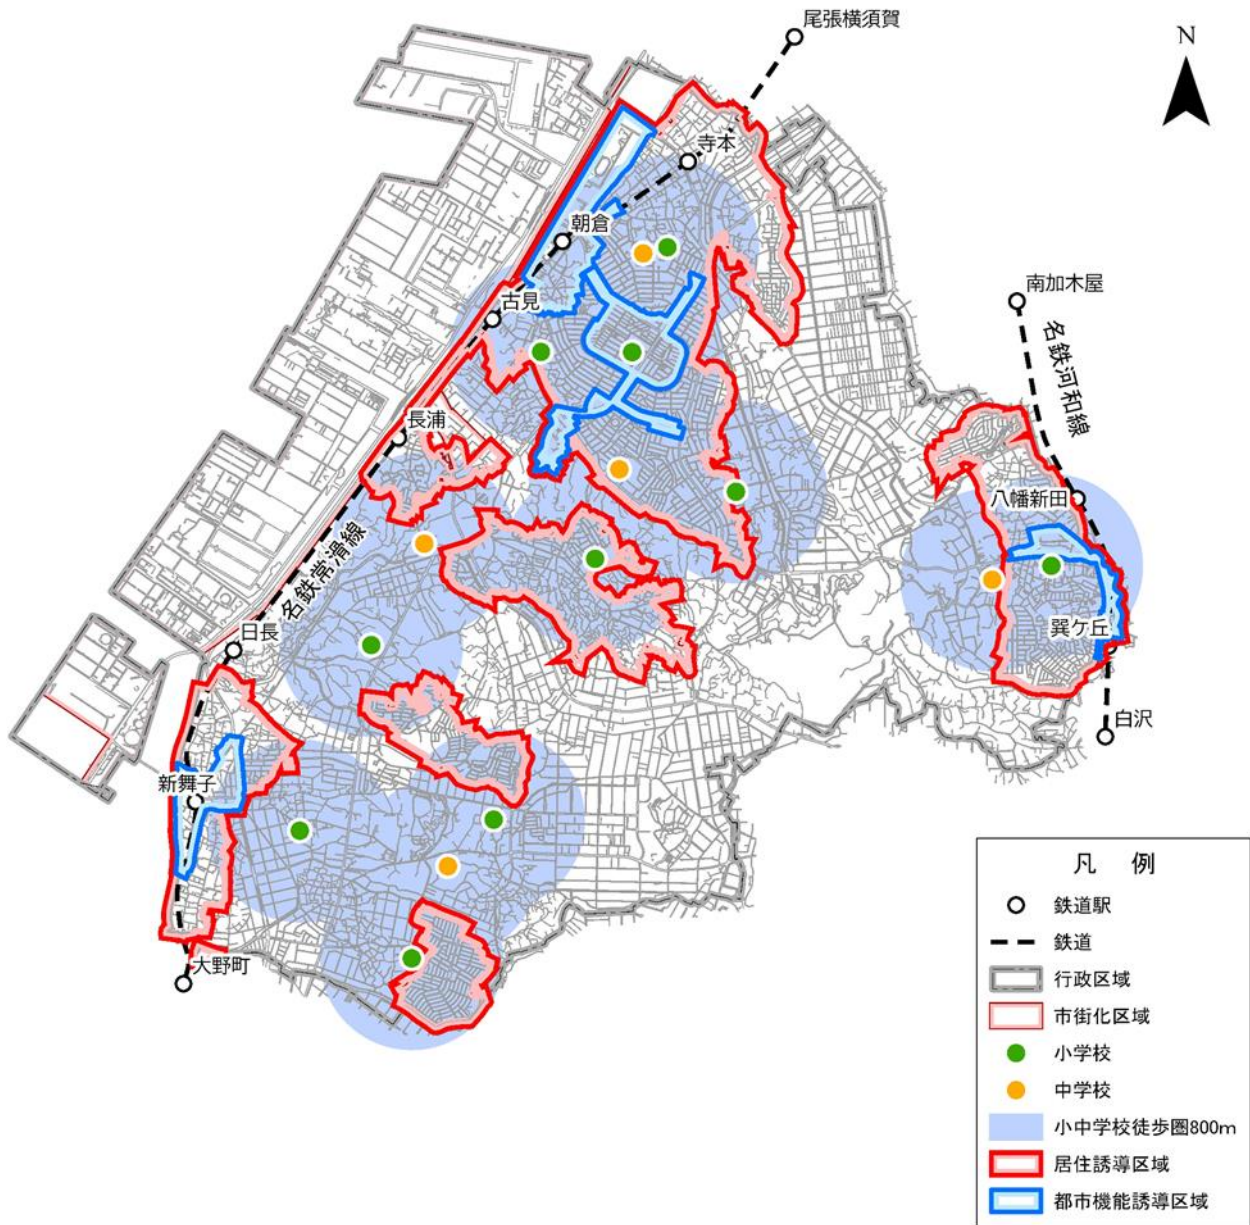 尾張横須賀
N
寺本
朝倉
古見
南加木屋
名鉄河和線
長浦
八幡新田
名鉄常滑線
日長
巽ケ丘
白沢
新舞子
大野町
凡 例
鉄道駅
鉄道
行政区域
市街化区域
小学校
中学校
小中学校徒歩圏800m
居住誘導区域
都市機能誘導区域